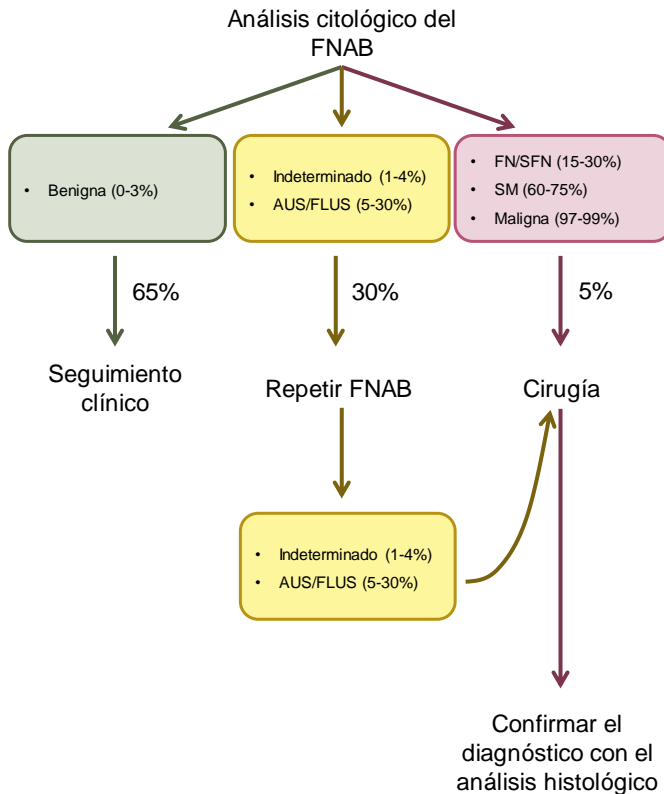 Análisis citológico del
FNAB
• Benigna (0-3%)
• Indeterminado (1-4%)
• AUS/FLUS (5-30%)
• FN/SFN (15-30%)
• SM (60-75%)
• Maligna (97-99%)
65%
30%
5%
Seguimiento
clínico
Repetir FNAB
Cirugía
• Indeterminado (1-4%)
• AUS/FLUS (5-30%)
Confirmar el
diagnóstico con el
análisis histológico